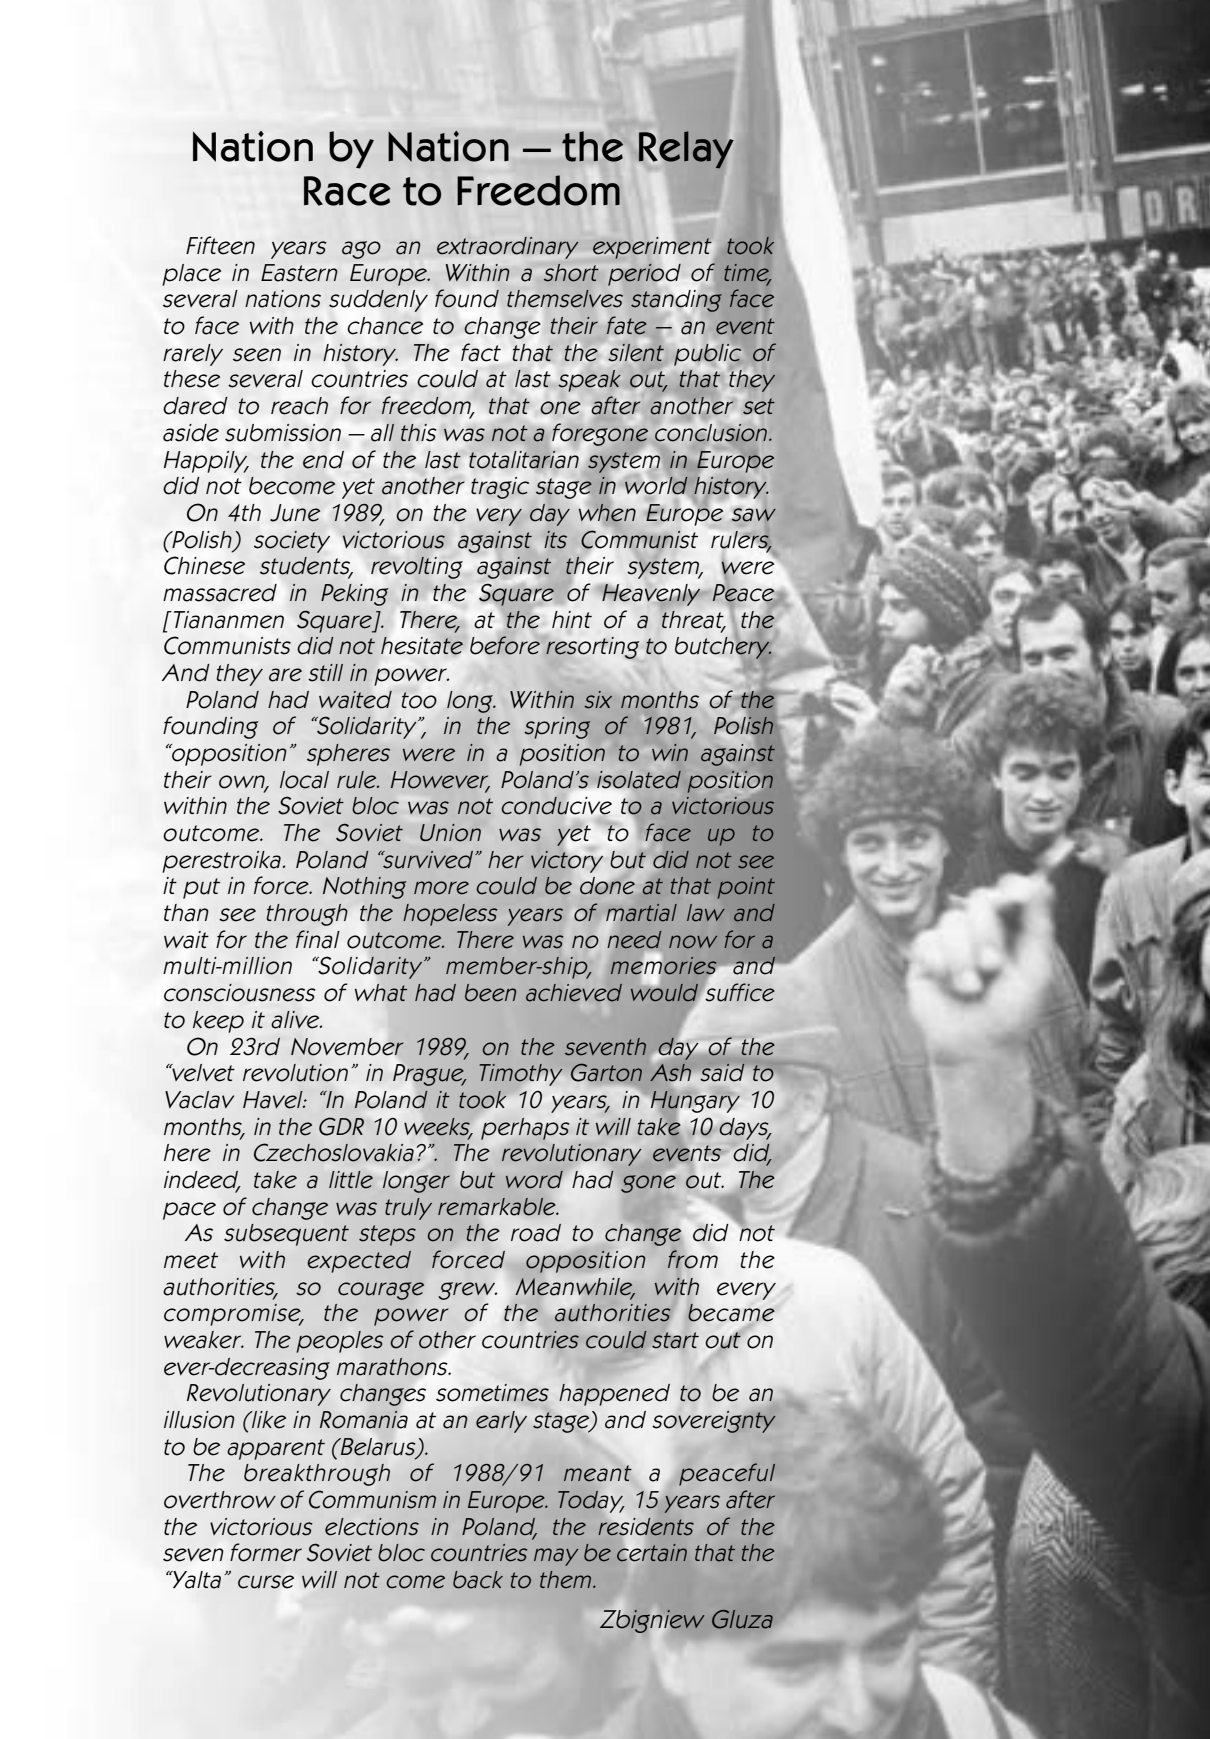 Nation by Nation — the Relay
Race to Freedom
Fifteen years ago an extraordinary experiment took
place in Eastern Europe. Within a short period of time,
several nations suddenly found themselves standing face
to face with the chance to change their fate — an event
rarely seen in history. The fact that the silent public of
these several countries could at last speak out, that they
dared to reach for freedom, that one after another set
aside submission — all this was not a foregone conclusion.
Happily, the end of the last totalitarian system in Europe
did not become yet another tragic stage in world history.
On 4th June 1989, on the very day when Europe saw
(Polish) society victorious against its Communist rulers,
Chinese students, revolting against their system, were
massacred in Peking in the Square of Heavenly Peace
[Tiananmen Square]. There, at the hint of a threat, the
Communists did not hesitate before resorting to butchery.
And they are still in power.
Poland had waited too long. Within six months of the
founding of “Solidarity”, in the spring of 1981, Polish
“opposition” spheres were in a position to win against
their own, local rule. However, Poland’s isolated position
within the Soviet bloc was not conducive to a victorious
outcome. The Soviet Union was yet to face up to
perestroika. Poland “survived” her victory but did not see
it put in force. Nothing more could be done at that point
than see through the hopeless years of martial law and
wait for the final outcome. There was no need now for a
multi-million “Solidarity” member-ship, memories and
consciousness of what had been achieved would suffice
to keep it alive.
On 23rd November 1989, on the seventh day of the
“velvet revolution” in Prague, Timothy Garton Ash said to
Vaclav Havel: “In Poland it took 10 years, in Hungary 10
months, in the GDR 10 weeks, perhaps it will take 10 days,
here in Czechoslovakia?”. The revolutionary events did,
indeed, take a little longer but word had gone out. The
pace of change was truly remarkable.
As subsequent steps on the road to change did not
meet with expected forced opposition from the
authorities, so courage grew. Meanwhile, with every
compromise, the power of the authorities became
weaker. The peoples of other countries could start out on
ever-decreasing marathons.
Revolutionary changes sometimes happened to be an
illusion (like in Romania at an early stage) and sovereignty
to be apparent (Belarus).
The breakthrough of 1988/91 meant a peaceful
overthrow of Communism in Europe. Today, 15 years after
the victorious elections in Poland, the residents of the
seven former Soviet bloc countries may be certain that the
“Yalta” curse will not come back to them.
Zbigniew Gluza
DR